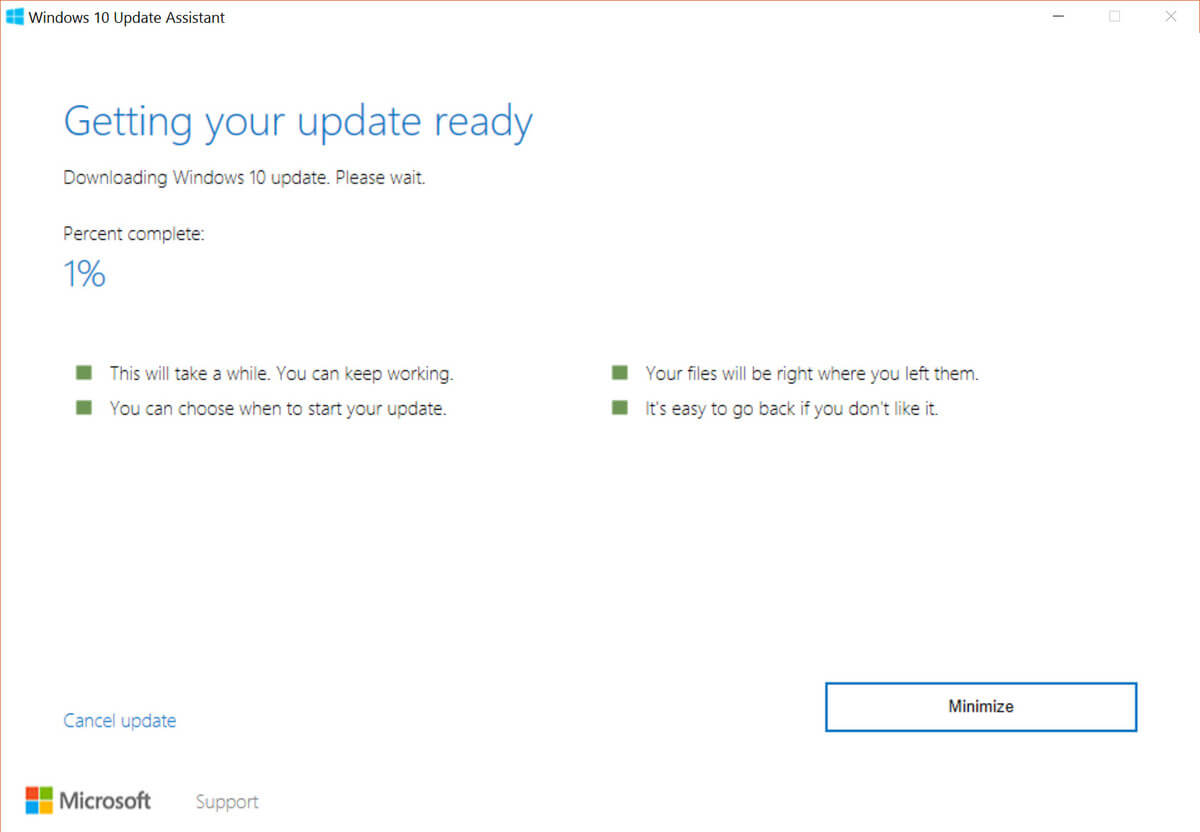 Windows 10 Update Assistant
Getting your update ready
Downloading Windows 10 update. Please wait.
Percent complete:
1%
This will take a while. You can keep working.
You can choose when to start your update.
Your files will be right where you left them.
It's easy to go back if you don't like it.
Cancel update
Minimize
Microsoft
Support